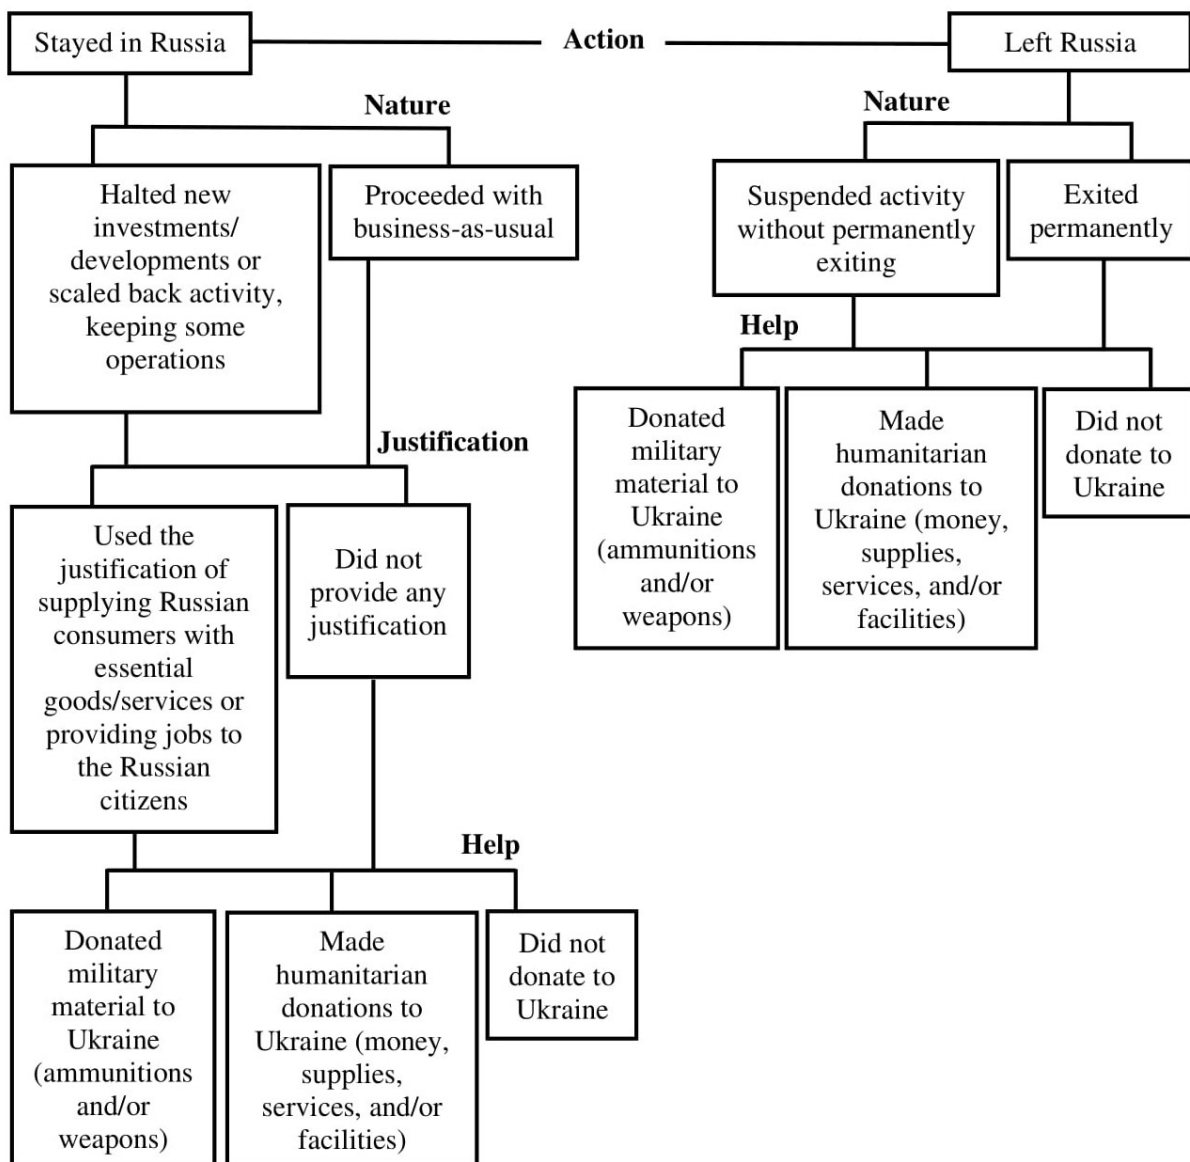 Stayed in Russia
Action
Left Russia
Nature
Nature
Halted new
investments/
developments or
scaled back activity,
keeping some
operations
Proceeded with
business-as-usual
Suspended activity
without permanently
exiting
Exited
permanently
Help
Donated
military
material to
Ukraine
(ammunitions
and/or
weapons)
Made
humanitarian
donations to
Ukraine (money,
supplies,
services, and/or
facilities)
Did not
donate to
Ukraine
Justification
Used the
justification of
supplying Russian
consumers with
essential
goods/services or
providing jobs to
the Russian
citizens
Did not
provide any
justification
Help
Donated
military
material to
Ukraine
(ammunitions
and/or
weapons)
Made
humanitarian
donations to
Ukraine (money,
supplies,
services, and/or
facilities)
Did not
donate to
Ukraine